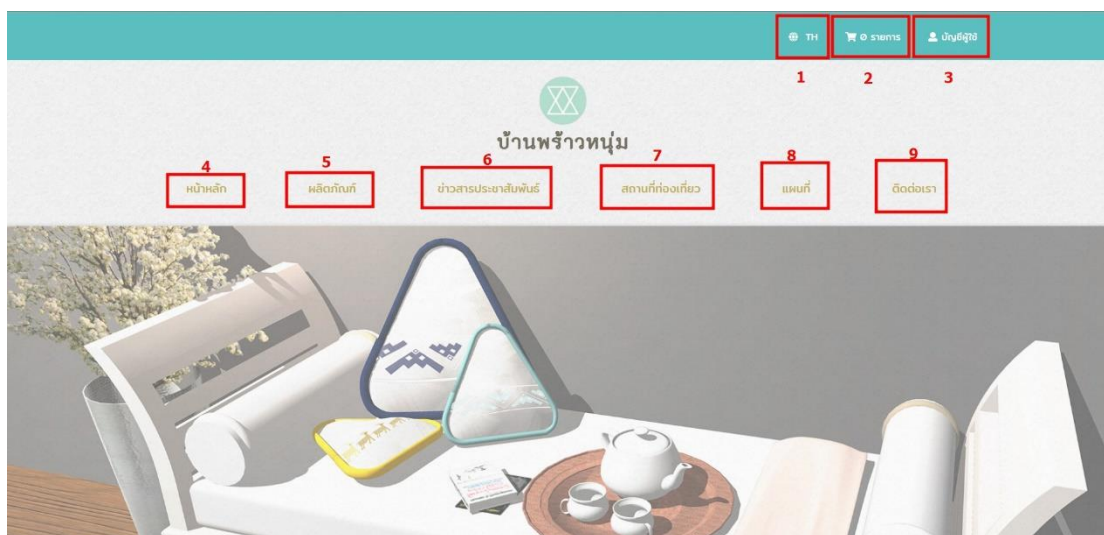 TH
0 รายการ
บัญชีผู้ใช้
1
2
3
บ้านพร้าวหนุ่ม
4
5
6
7
8
9
หน้าหลัก
ผลิตภัณฑ์
ข่าวสารประชาสัมพันธ์
สถานที่ท่องเที่ยว
แผนที่
ติดต่อเรา